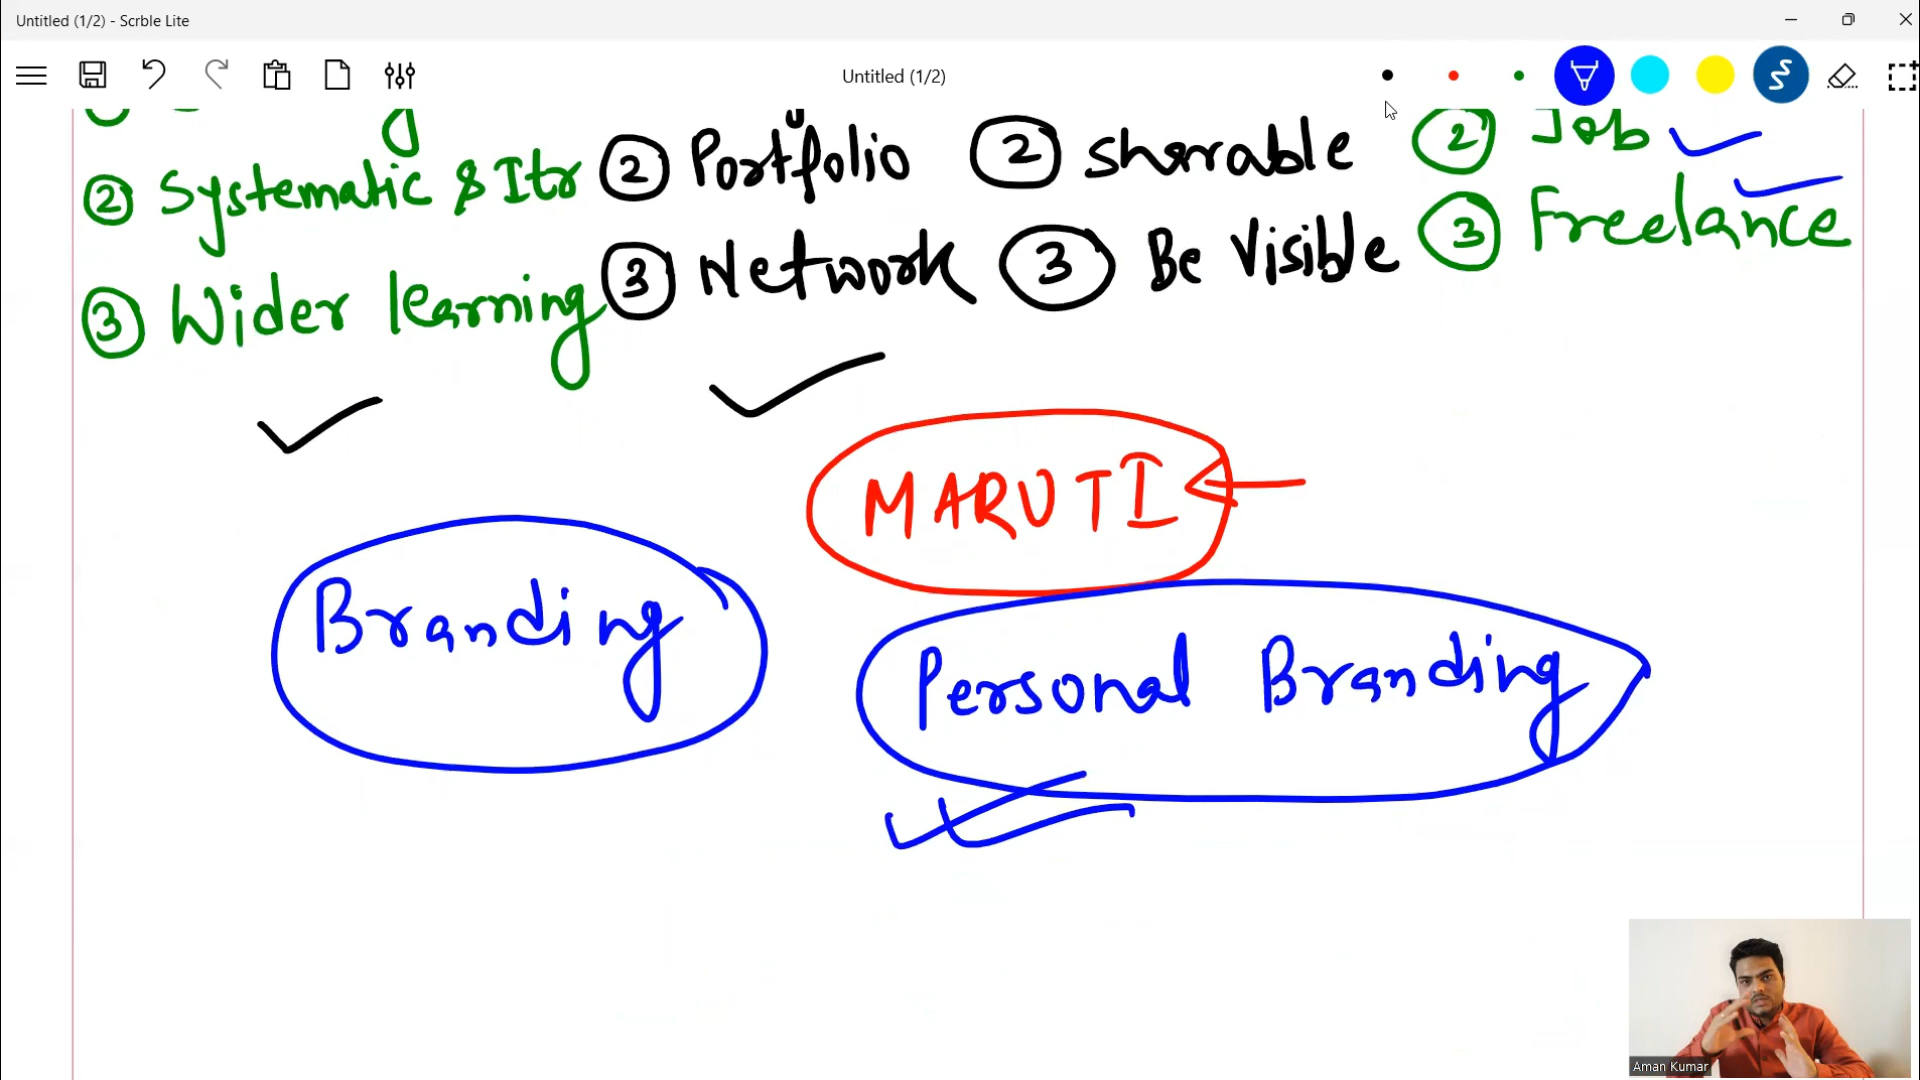 Untitled (1/2) - Scrble Lite
Untitled (1/2)
② Systematic & Itr
③ Wider learning
② Portfolio
③ Network
② sharable
③ Be Visible
② Job
③ Freelance
MARUTI
Branding
Personal Branding
Aman Kumar